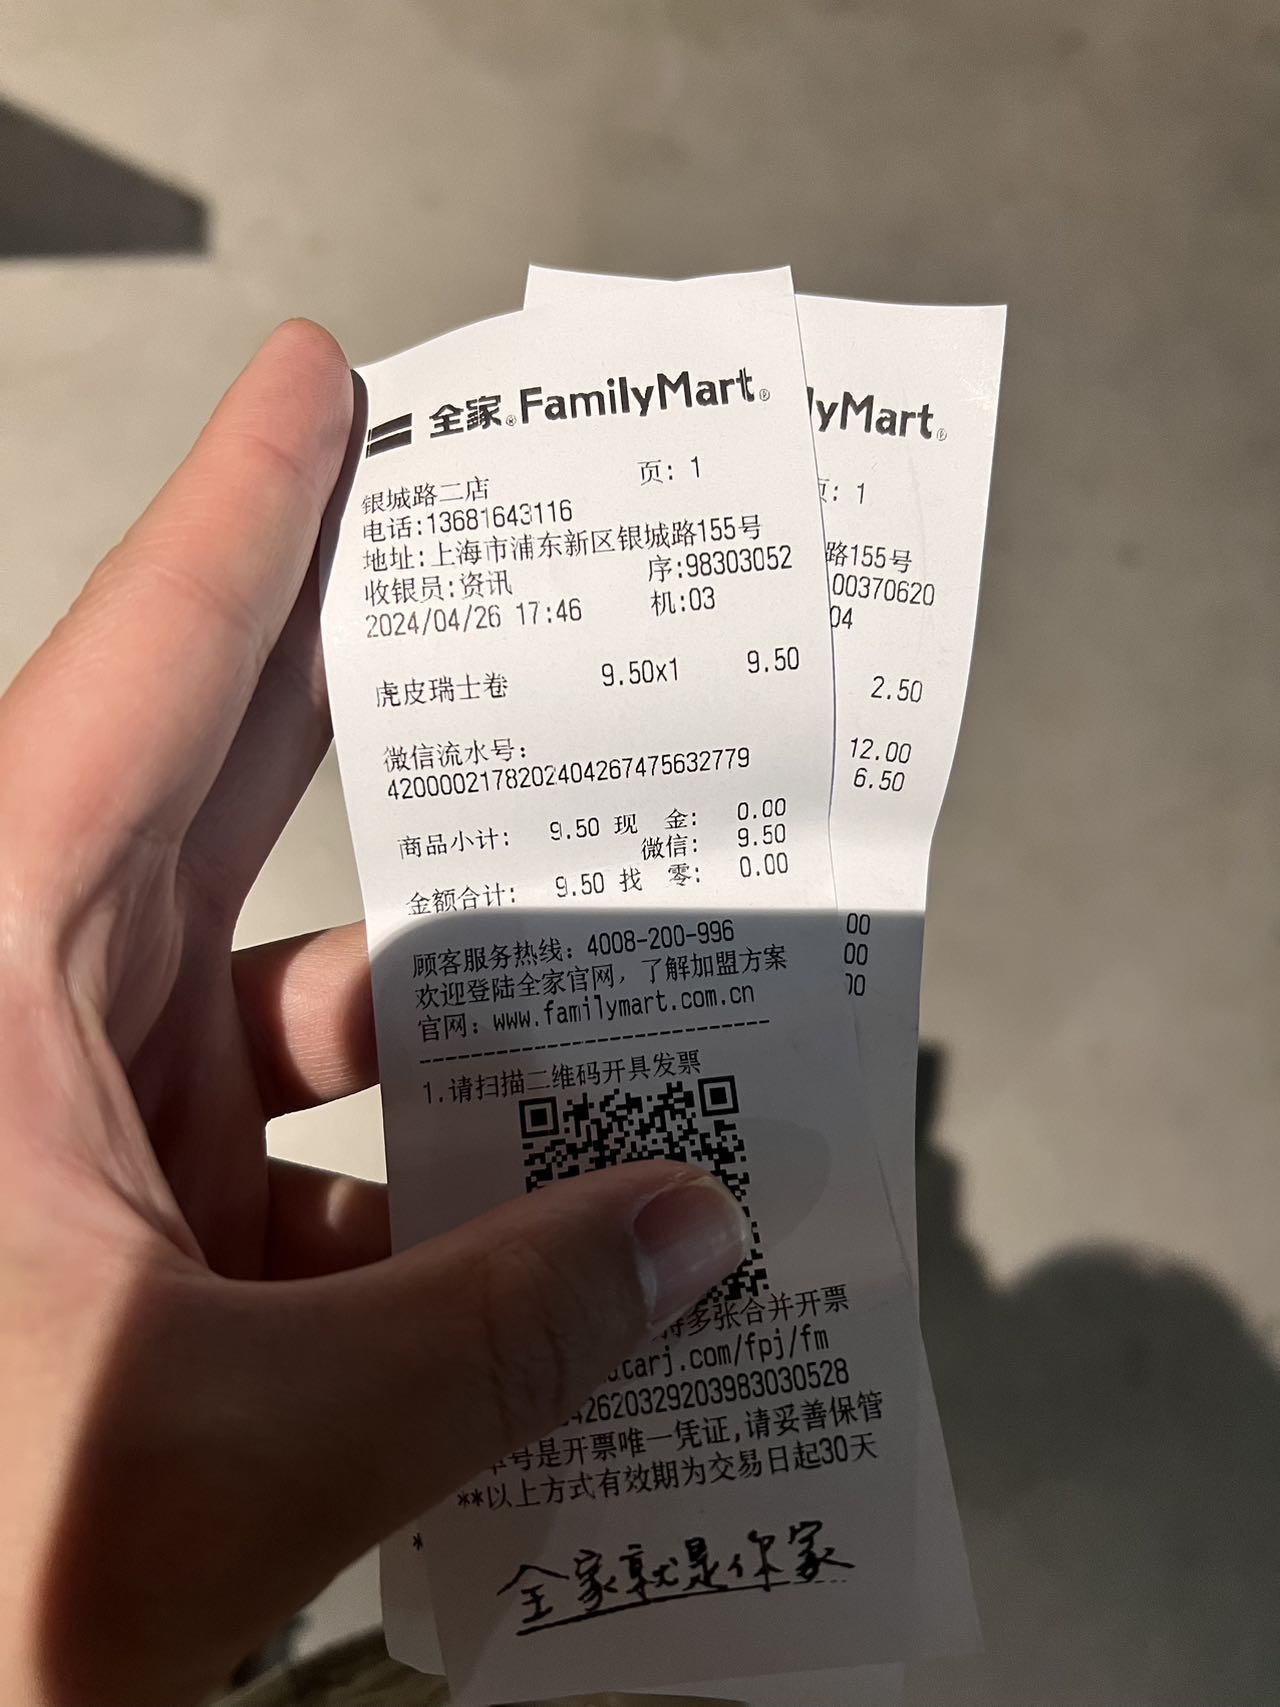 全家 FamilyMart
页: 1
银城路二店
电话:13681643116
地址:上海市浦东新区银城路155号
收银员:资讯 序:98303052
2024/04/26 17:46 机:03
虎皮瑞士卷 9.50x1 9.50
微信流水号:
4200002178202404267475632779
商品小计: 9.50 现 金: 0.00
微信: 9.50
金额合计: 9.50 找 零: 0.00
顾客服务热线: 4008-200-996
欢迎登陆全家官网, 了解加盟方案
官网: www.familymart.com.cn
1.请扫描二维码开具发票
多张合并开票
tarj.com/fpj/fm
42620329203983030528
号是开票唯一凭证,请妥善保管
**以上方式有效期为交易日起30天
全家就是你家
*
lyMart
: 1
路155号
00370620
04
2.50
12.00
6.50
00
00
00